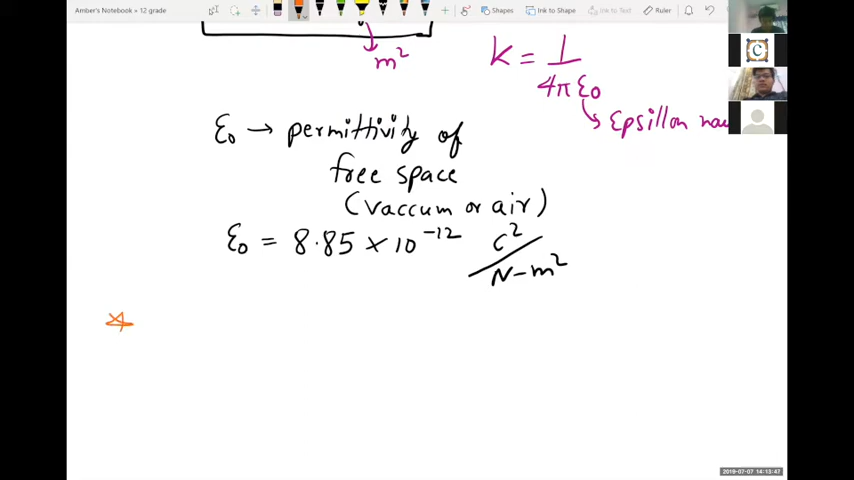 Amber's Notebook » 12 grade
Shapes
Ink to Shape
Ink to Text
Ruler
m²
K = 1
4πε₀
Epsillon
ε₀ → permittivity of
free space
(vaccum or air)
ε₀ = 8.85 × 10⁻¹² C²
N-m²
C
2019-07-07 14:13:47